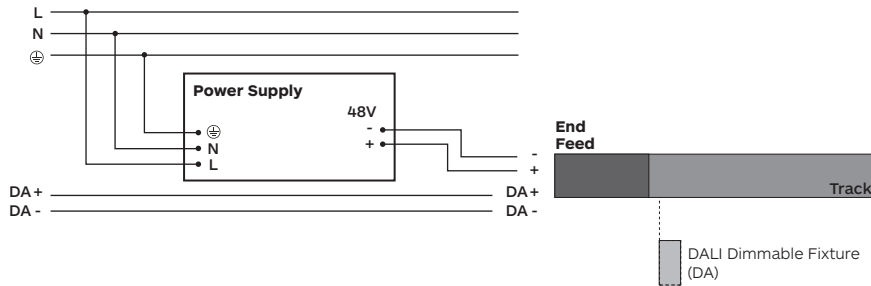 L
N
Power Supply
48V
-
+
N
L
End
Feed
-
+
Track
DA+
DA -
DA+
DA -
DALI Dimmable Fixture
(DA)